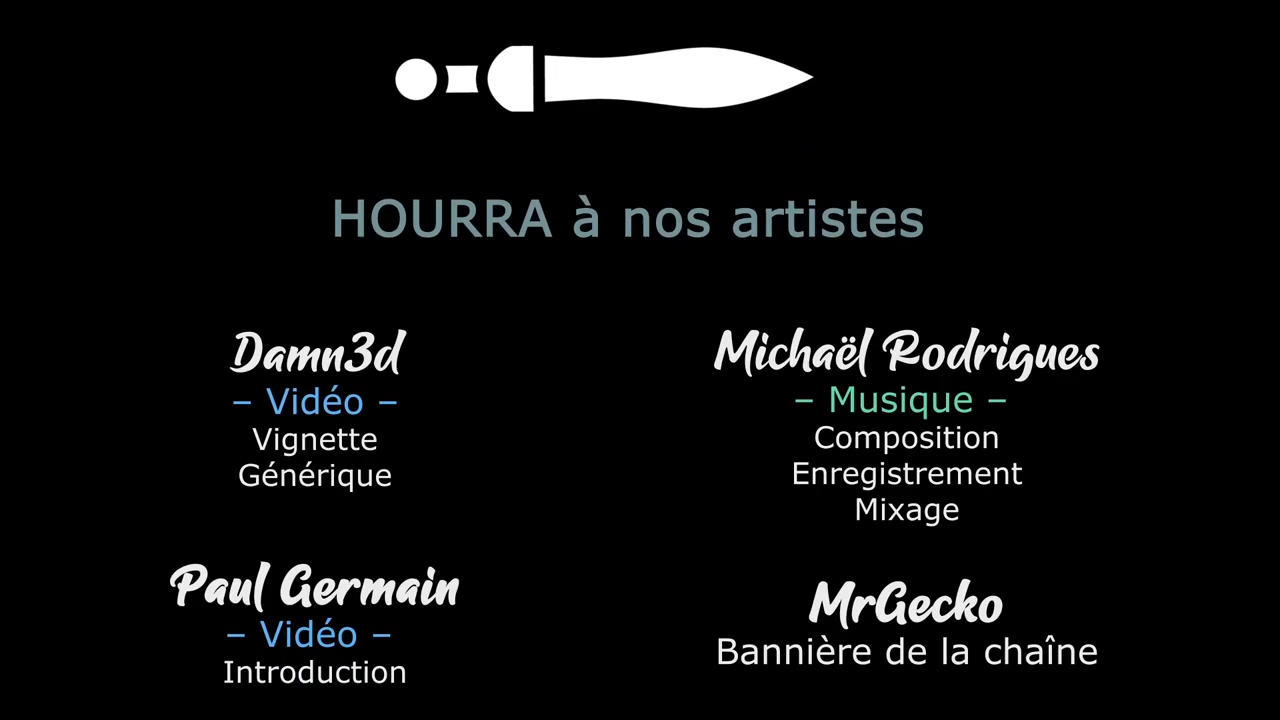 HOURRA à nos artistes
Damn3d
– Vidéo –
Vignette
Générique
Michaël Rodrigues
– Musique –
Composition
Enregistrement
Mixage
Paul Germain
– Vidéo –
Introduction
MrGecko
Bannière de la chaîne